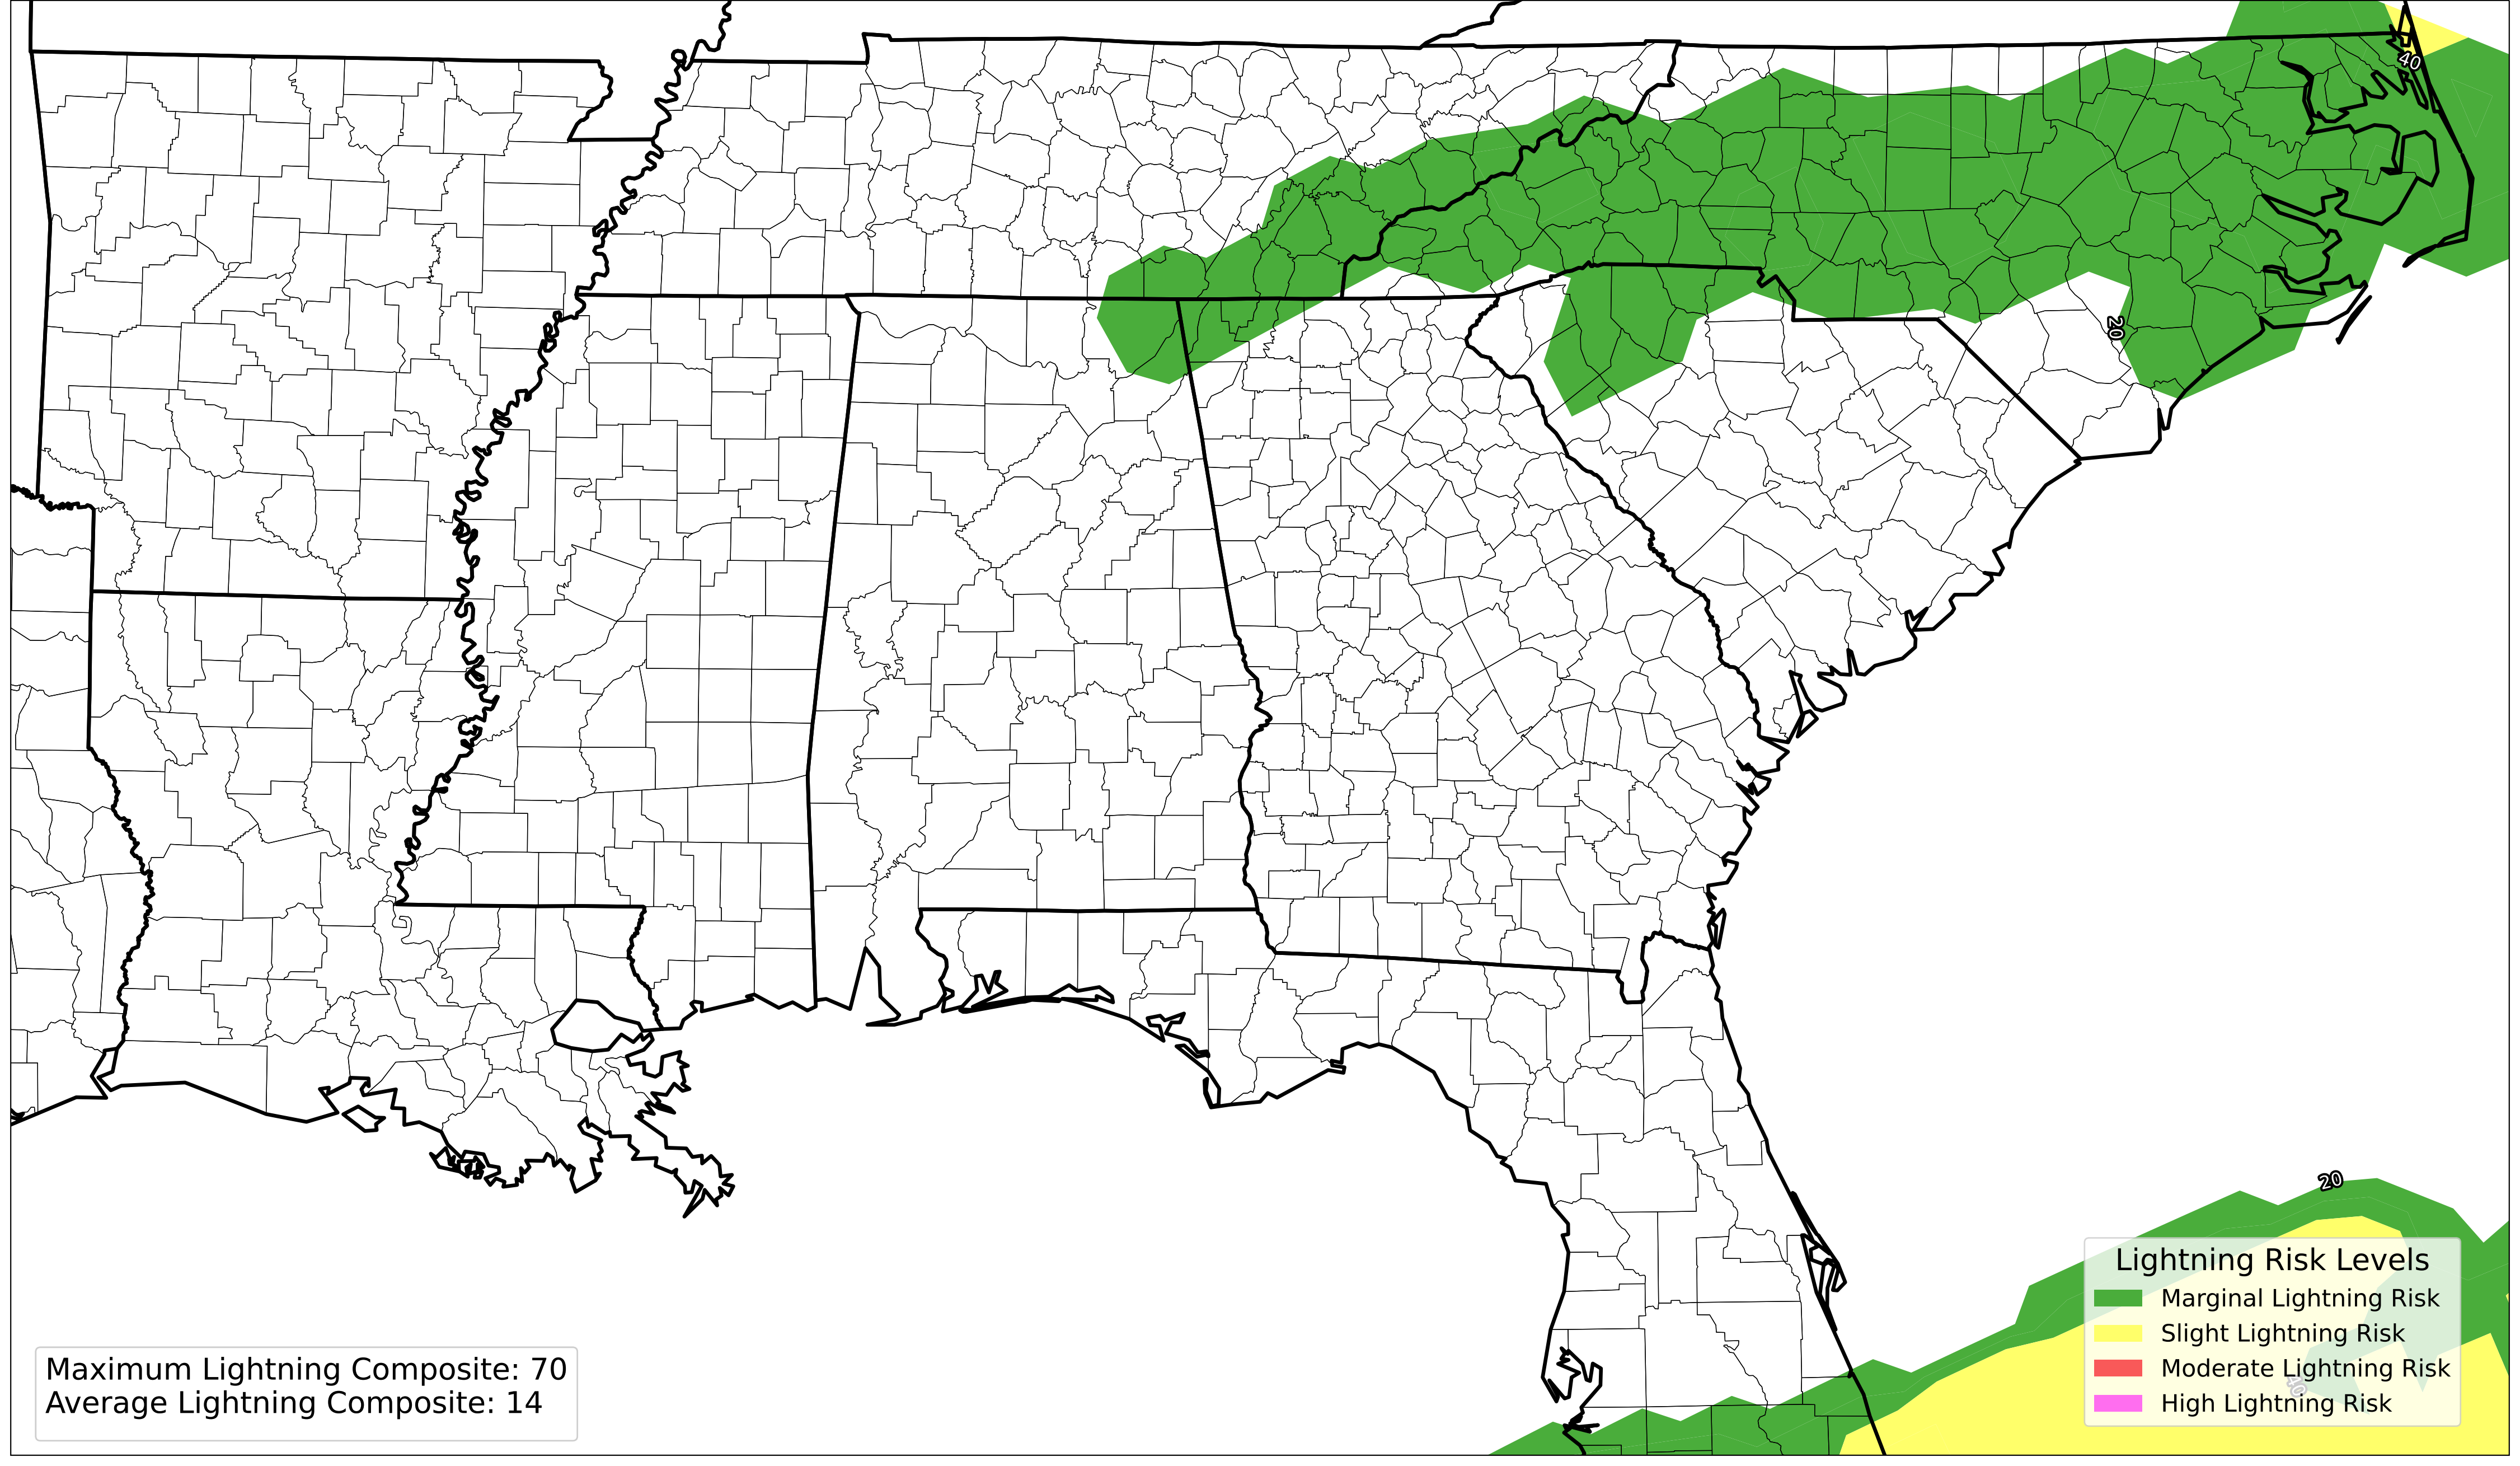 40
20
20
Lightning Risk Levels
Marginal Lightning Risk
Slight Lightning Risk
Moderate Lightning Risk
High Lightning Risk
40
Maximum Lightning Composite: 70
Average Lightning Composite: 14